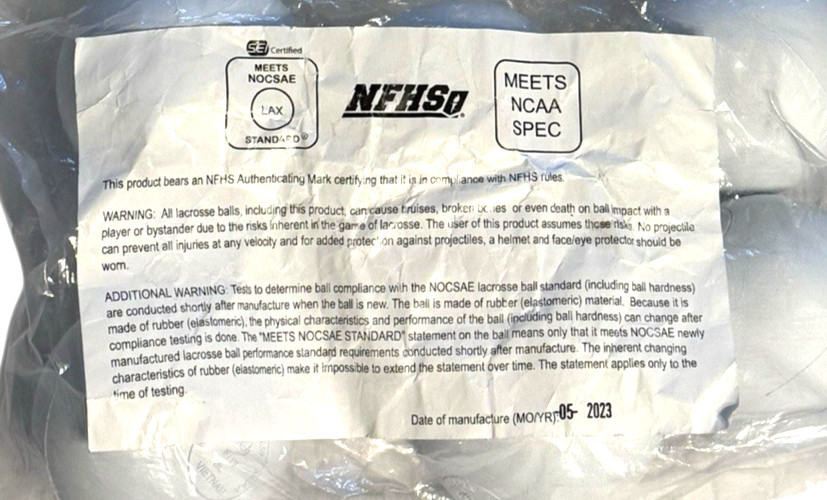 SEI Certified
MEETS
NOCSAE
LAX
STANDARD®
NFHS
MEETS
NCAA
SPEC
This product bears an NFHS Authenticating Mark certifying that it is in compliance with NFHS rules.
WARNING: All lacrosse balls, including this product, can cause bruises, broken bones or even death on ball impact with a
player or bystander due to the risks inherent in the game of lacrosse. The user of this product assumes those risks. No projectile
can prevent all injuries at any velocity and for added protection against projectiles, a helmet and face/eye protector should be
worn.
ADDITIONAL WARNING: Tests to determine ball compliance with the NOCSAE lacrosse ball standard (including ball hardness)
are conducted shortly after manufacture when the ball is new. The ball is made of rubber (elastomeric) material. Because it is
made of rubber (elastomeric), the physical characteristics and performance of the ball (including ball hardness) can change after
compliance testing is done. The "MEETS NOCSAE STANDARD" statement on the ball means only that it meets NOCSAE newly
manufactured lacrosse ball performance standard requirements conducted shortly after manufacture. The inherent changing
characteristics of rubber (elastomeric) make it impossible to extend the statement over time. The statement applies only to the
time of testing.
Date of manufacture (MO/YR):05- 2023
VIETNAM